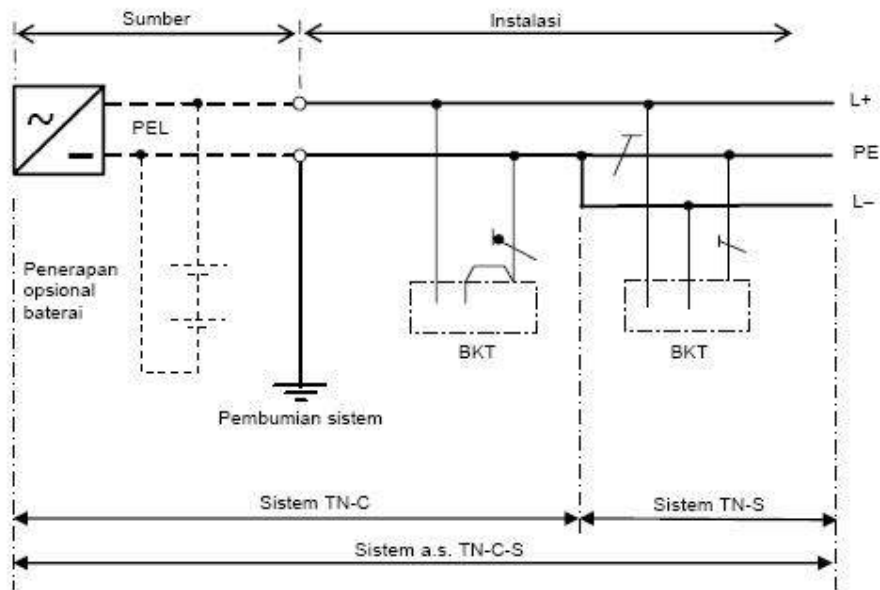 Sumber
Instalasi
L+
PEL
PE
L–
Penerapan
opsional
baterai
BKT
BKT
Pembumian sistem
Sistem TN-C
Sistem TN-S
Sistem a.s. TN-C-S